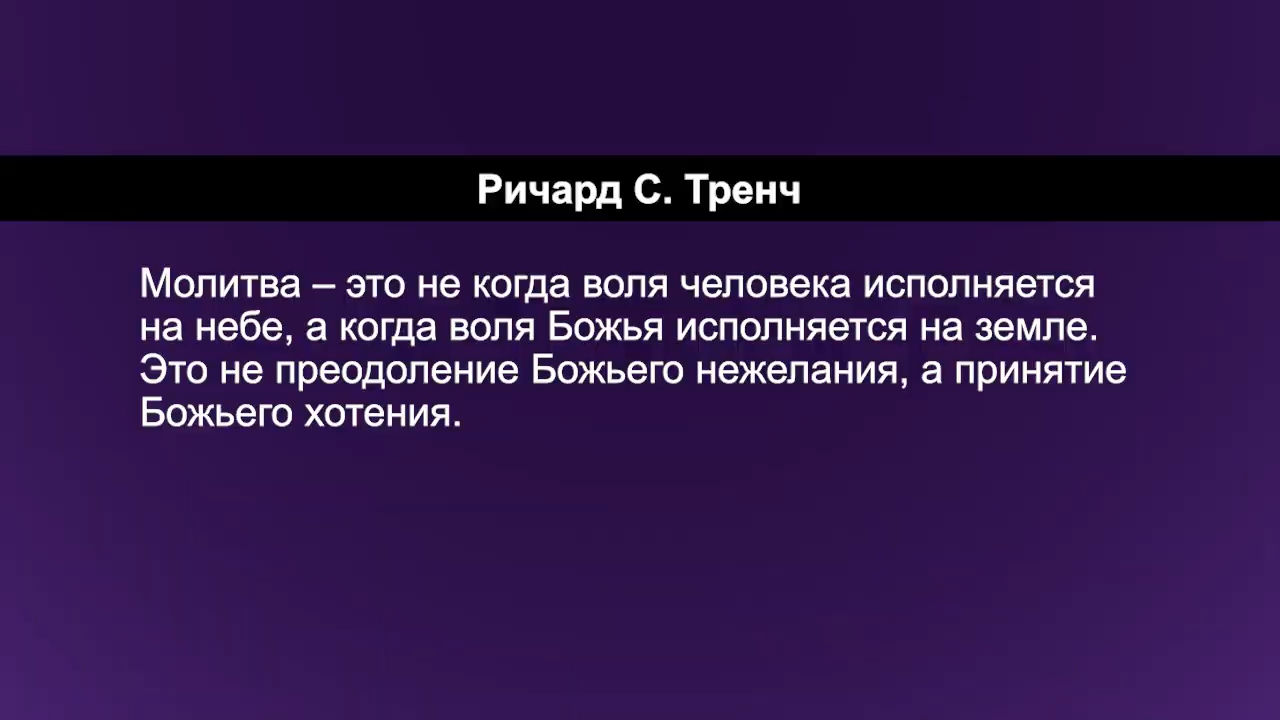 Ричард С. Тренч
Молитва – это не когда воля человека исполняется
на небе, а когда воля Божья исполняется на земле.
Это не преодоление Божьего нежелания, а принятие
Божьего хотения.